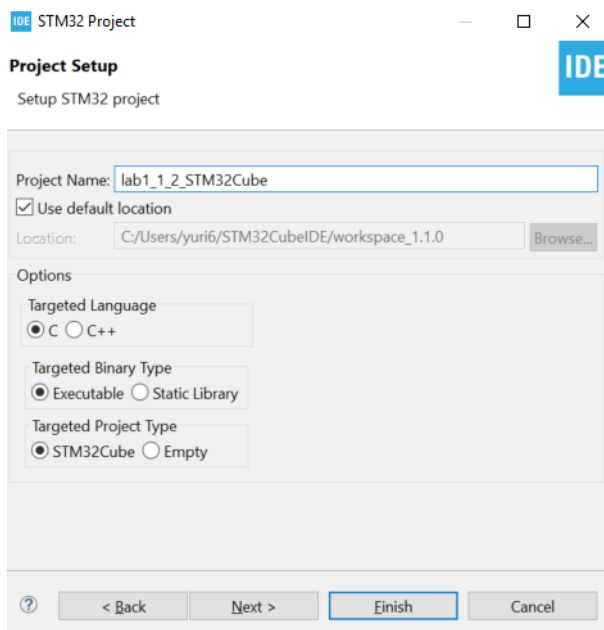 IDE STM32 Project
Project Setup
IDE
Setup STM32 project
Project Name: lab1_1_2_STM32Cube
Use default location
Location: C:/Users/yuri6/STM32CubeIDE/workspace_1.1.0 Browse...
Options
Targeted Language
C C++
Targeted Binary Type
Executable Static Library
Targeted Project Type
STM32Cube Empty
? < Back Next > Finish Cancel